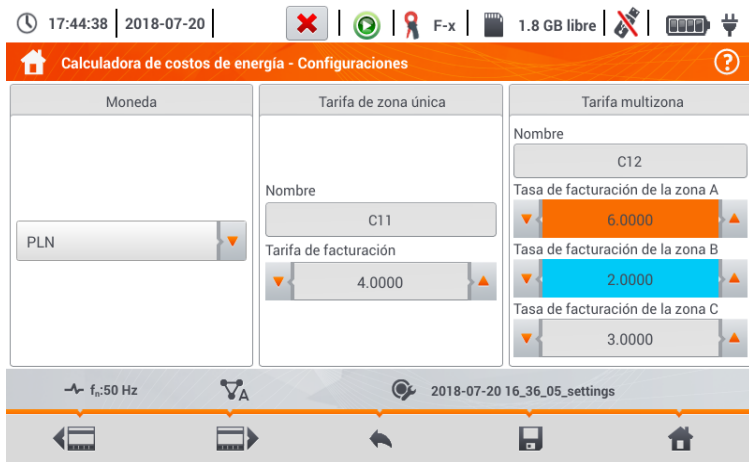 17:44:38 2018-07-20 F-x 1.8 GB libre
Calculadora de costos de energía - Configuraciones ?
Moneda
PLN
Tarifa de zona única
Nombre
C11
Tarifa de facturación
4.0000
Tarifa multizona
Nombre
C12
Tasa de facturación de la zona A
6.0000
Tasa de facturación de la zona B
2.0000
Tasa de facturación de la zona C
3.0000
fn:50 Hz A 2018-07-20 16_36_05_settings